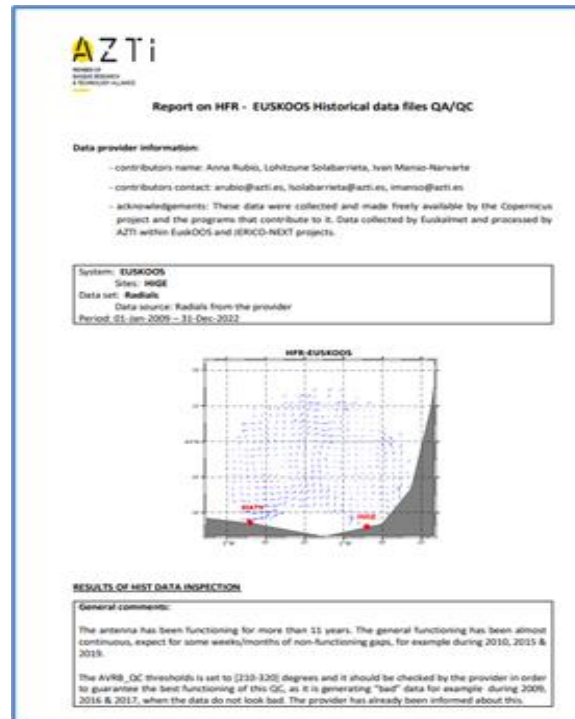 AZTi
MEMBER OF
BASQUE RESEARCH
& TECHNOLOGY ALLIANCE
Report on HFR - EUSKOOS Historical data files QA/QC
Data provider information:
- contributors name: Anna Rubio, Lohitzune Solabarrieta, Ivan Manso-Narvarte
- contributors contact: arubio@azti.es, lsolabarrieta@azti.es, imanso@azti.es
- acknowledgements: These data were collected and made freely available by the Copernicus
project and the programs that contribute to it. Data collected by Euskalmet and processed by
AZTI within EuskOOS and JERICO-NEXT projects.
System: EUSKOOS
Sites: HIGE
Data set: Radials
Data source: Radials from the provider
Period: 01-Jan-2009 – 31-Dec-2022
HFR-EUSKOOS
MATX
HIGE
RESULTS OF HIST DATA INSPECTION
General comments:
The antenna has been functioning for more than 11 years. The general functioning has been almost
continuous, expect for some weeks/months of non-functioning gaps, for example during 2010, 2015 &
2019.
The AVRB_QC thresholds is set to [210-320] degrees and it should be checked by the provider in order
to guarantee the best functioning of this QC, as it is generating "bad" data for example during 2009,
2016 & 2017, when the data do not look bad. The provider has already been informed about this.